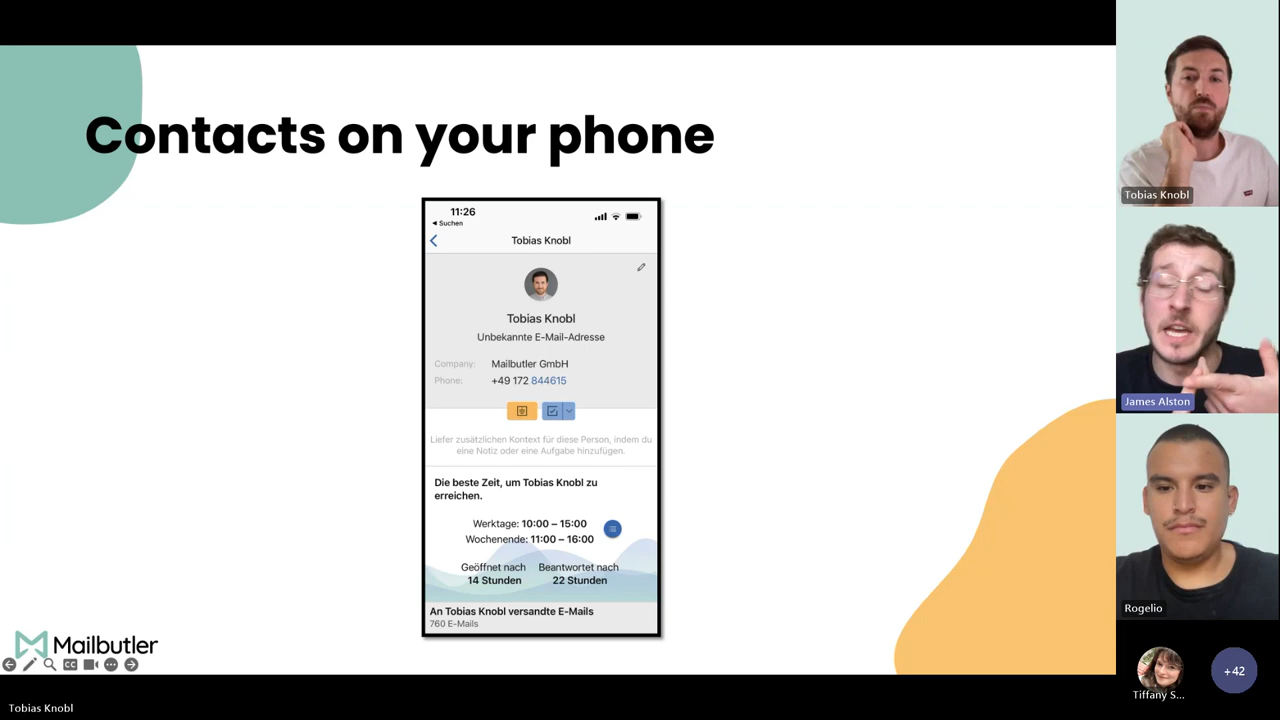 Contacts on your phone
11:26
Suchen
Tobias Knobl
Tobias Knobl
Unbekannte E-Mail-Adresse
Company: Mailbutler GmbH
Phone: +49 172 844615
Liefer zusätzlichen Kontext für diese Person, indem du
eine Notiz oder eine Aufgabe hinzufügen.
Die beste Zeit, um Tobias Knobl zu
erreichen.
Werktage: 10:00 – 15:00
Wochenende: 11:00 – 16:00
Geöffnet nach Beantwortet nach
14 Stunden 22 Stunden
An Tobias Knobl versandte E-Mails
760 E-Mails
Mailbutler
CC
Tobias Knobl
Tobias Knobl
James Alston
Rogelio
Tiffany S...
+42